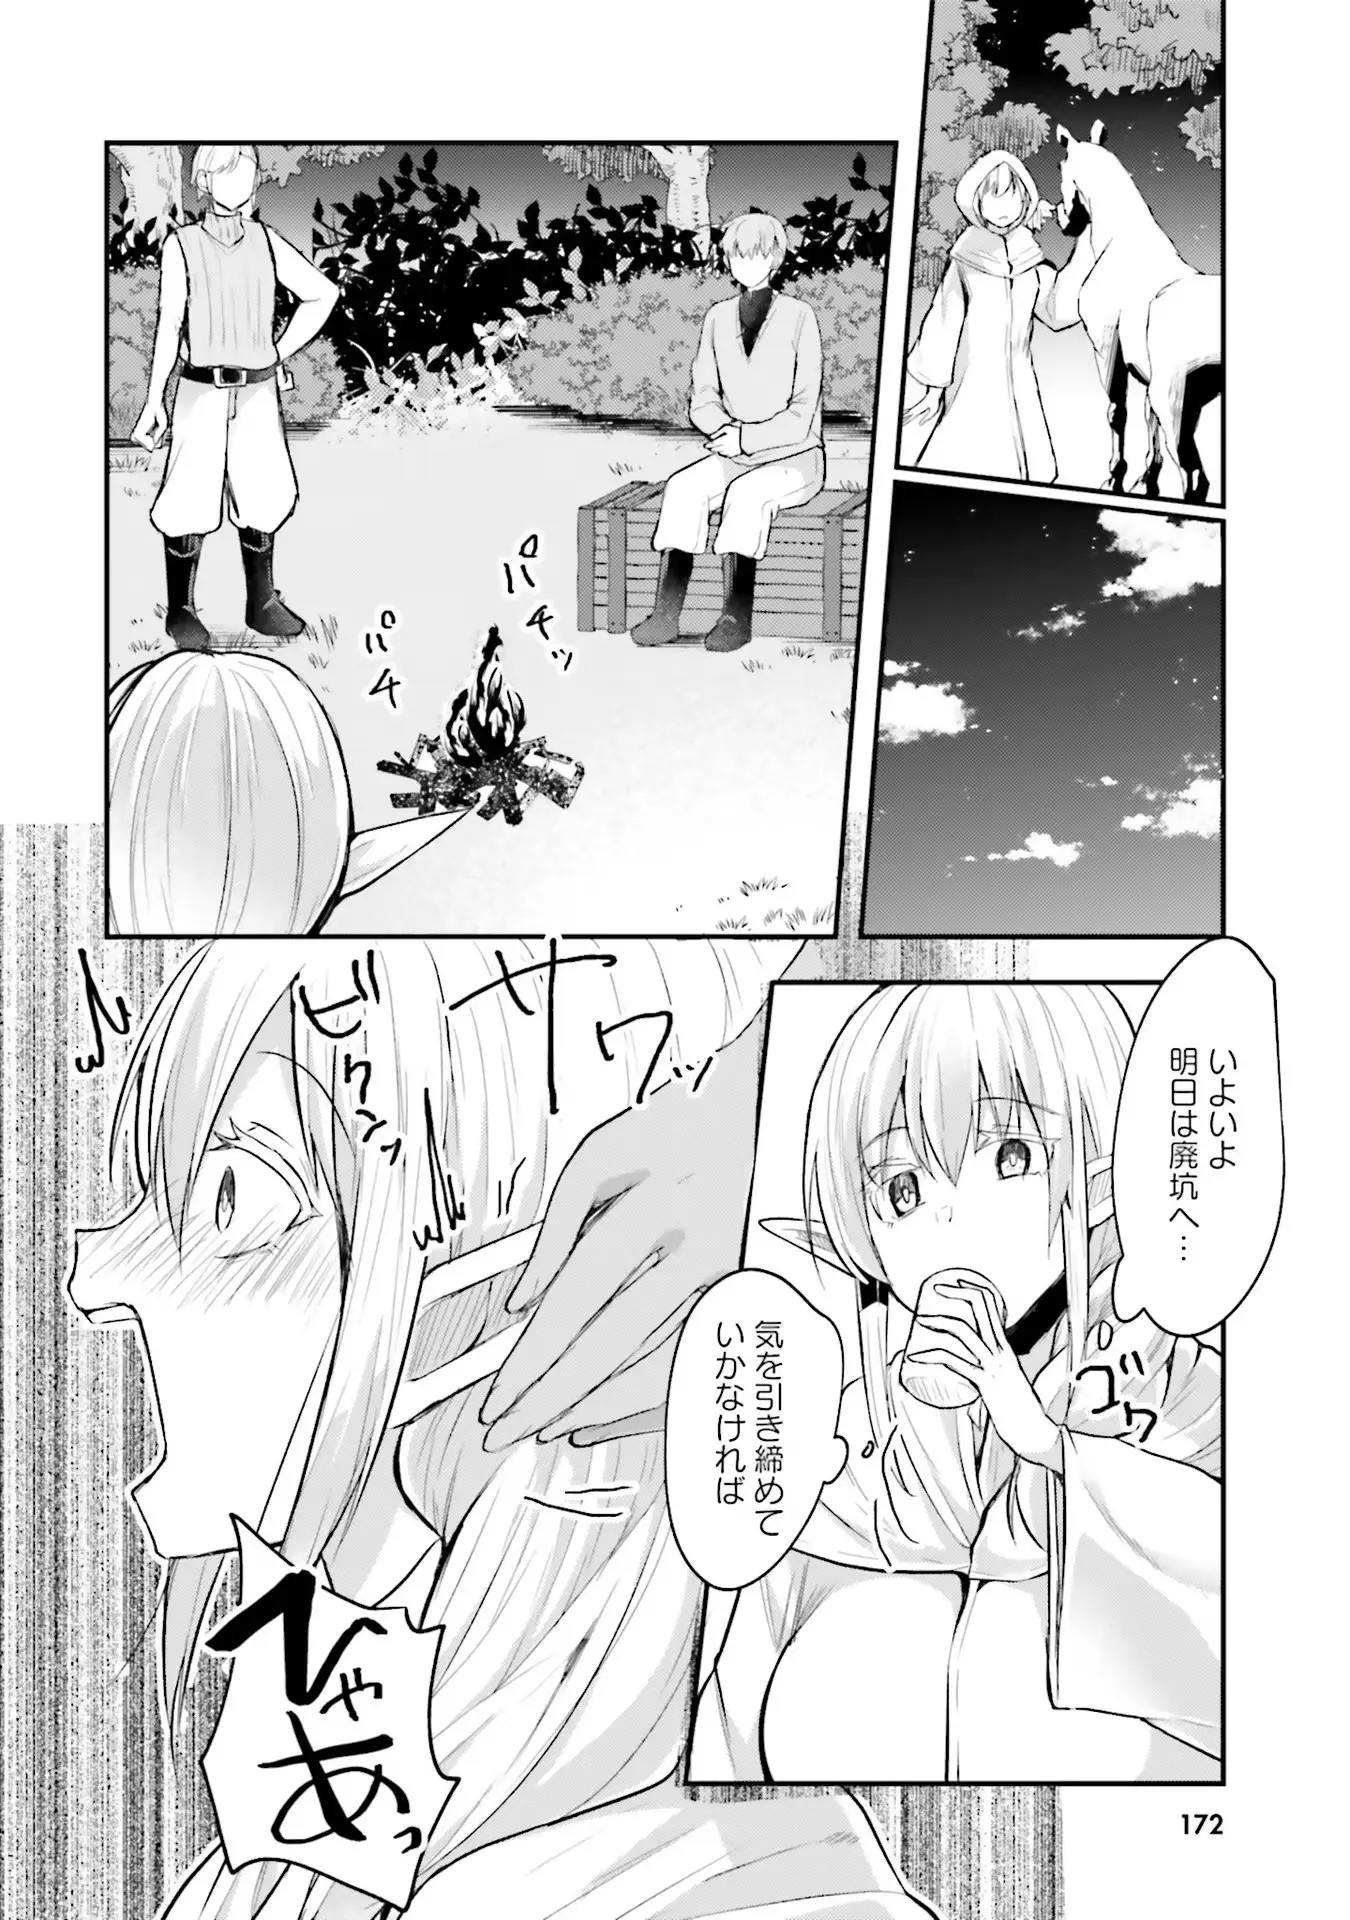 パチ
パチッ
いよいよ
明日は廃坑へ…
ゴクッ
気を引き締めて
いかなければ
サワッ
ビクンッ
ひゃあっ
172